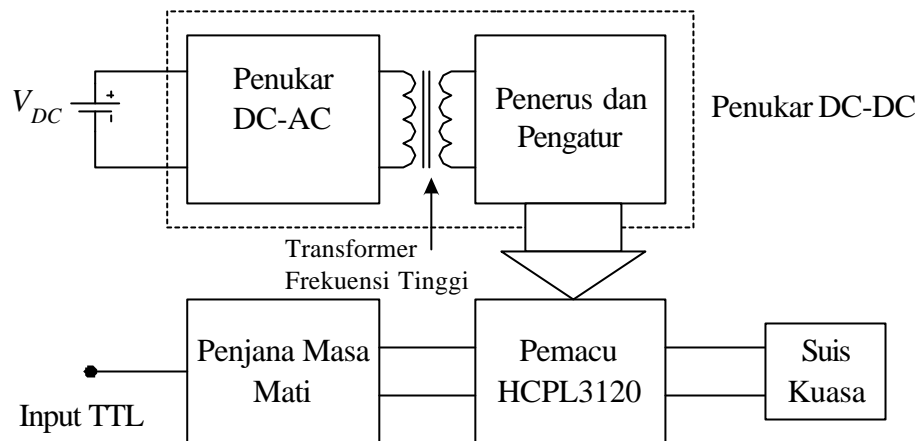 Penukar
DC-AC
Penerus dan
Pengatur
V_DC
+
Penukar DC-DC
Transformer
Frekuensi Tinggi
Penjana Masa
Mati
Pemacu
HCPL3120
Suis
Kuasa
Input TTL